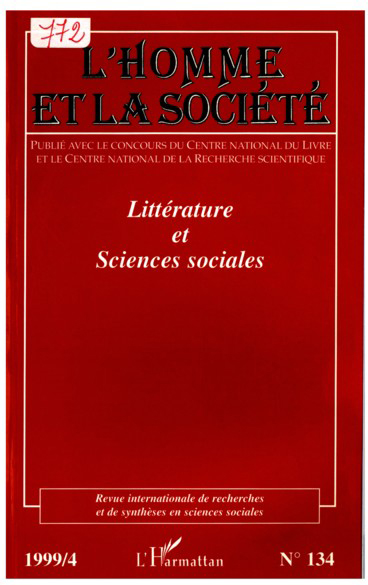 772
L'HOMME
ET LA SOCIÉTÉ
PUBLIÉ AVEC LE CONCOURS DU CENTRE NATIONAL DU LIVRE
ET LE CENTRE NATIONAL DE LA RECHERCHE SCIENTIFIQUE
Littérature
et
Sciences sociales
Revue internationale de recherches
et de synthèses en sciences sociales
1999/4 L'Harmattan N° 134